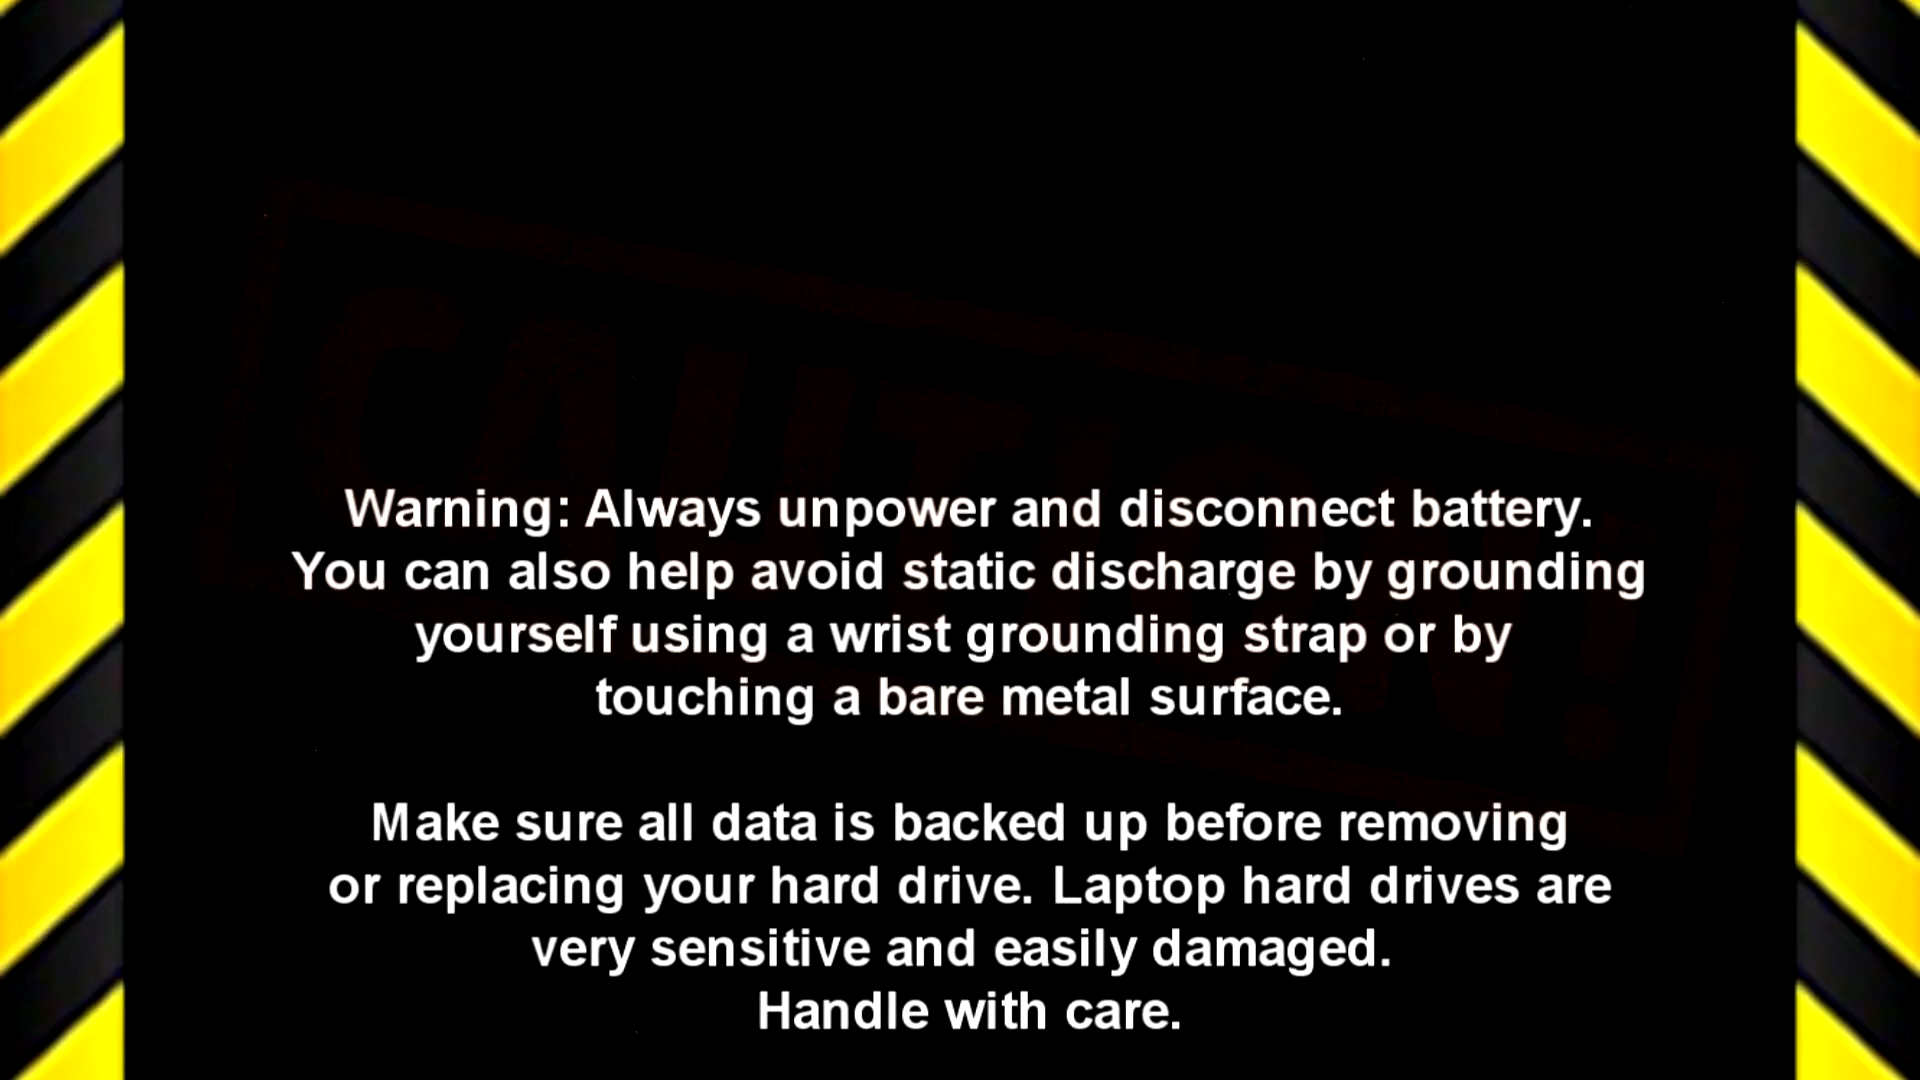 CAUTION!
Warning: Always unpower and disconnect battery.
You can also help avoid static discharge by grounding
yourself using a wrist grounding strap or by
touching a bare metal surface.
Make sure all data is backed up before removing
or replacing your hard drive. Laptop hard drives are
very sensitive and easily damaged.
Handle with care.